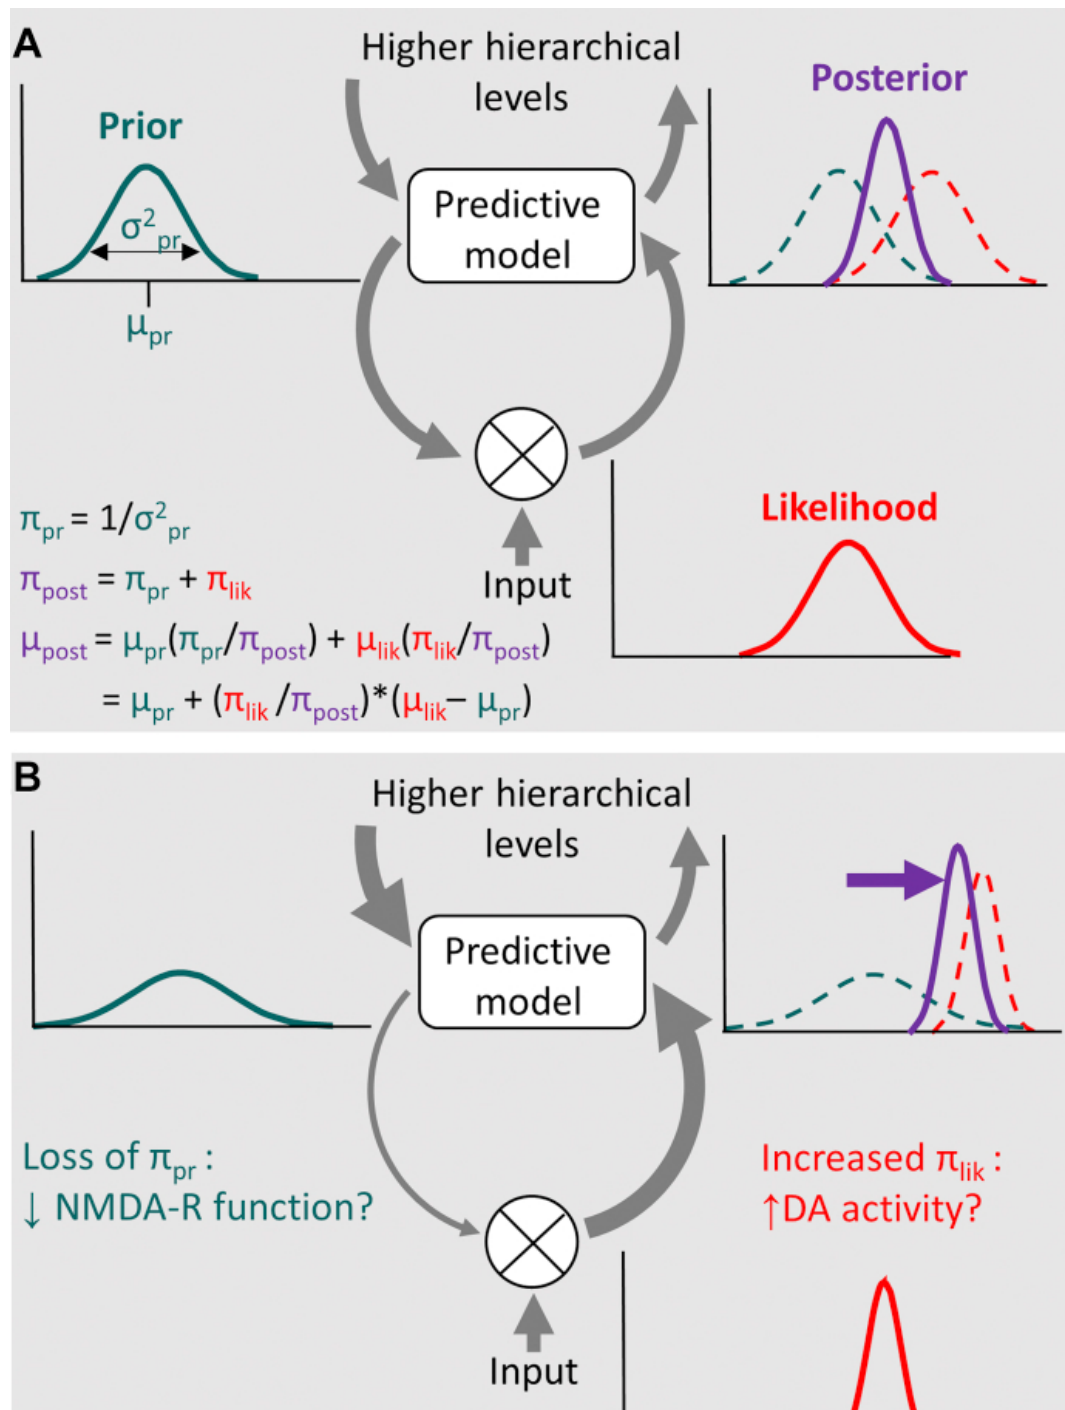 A
Higher hierarchical
levels
Prior
σ²pr
μpr
Predictive
model
Posterior
Likelihood
Input
πpr = 1/σ²pr
πpost = πpr + πlik
μpost = μpr(πpr/πpost) + μlik(πlik/πpost)
= μpr + (πlik /πpost)*(μlik– μpr)
B
Higher hierarchical
levels
Predictive
model
Loss of πpr :
↓ NMDA-R function?
Increased πlik :
↑DA activity?
Input